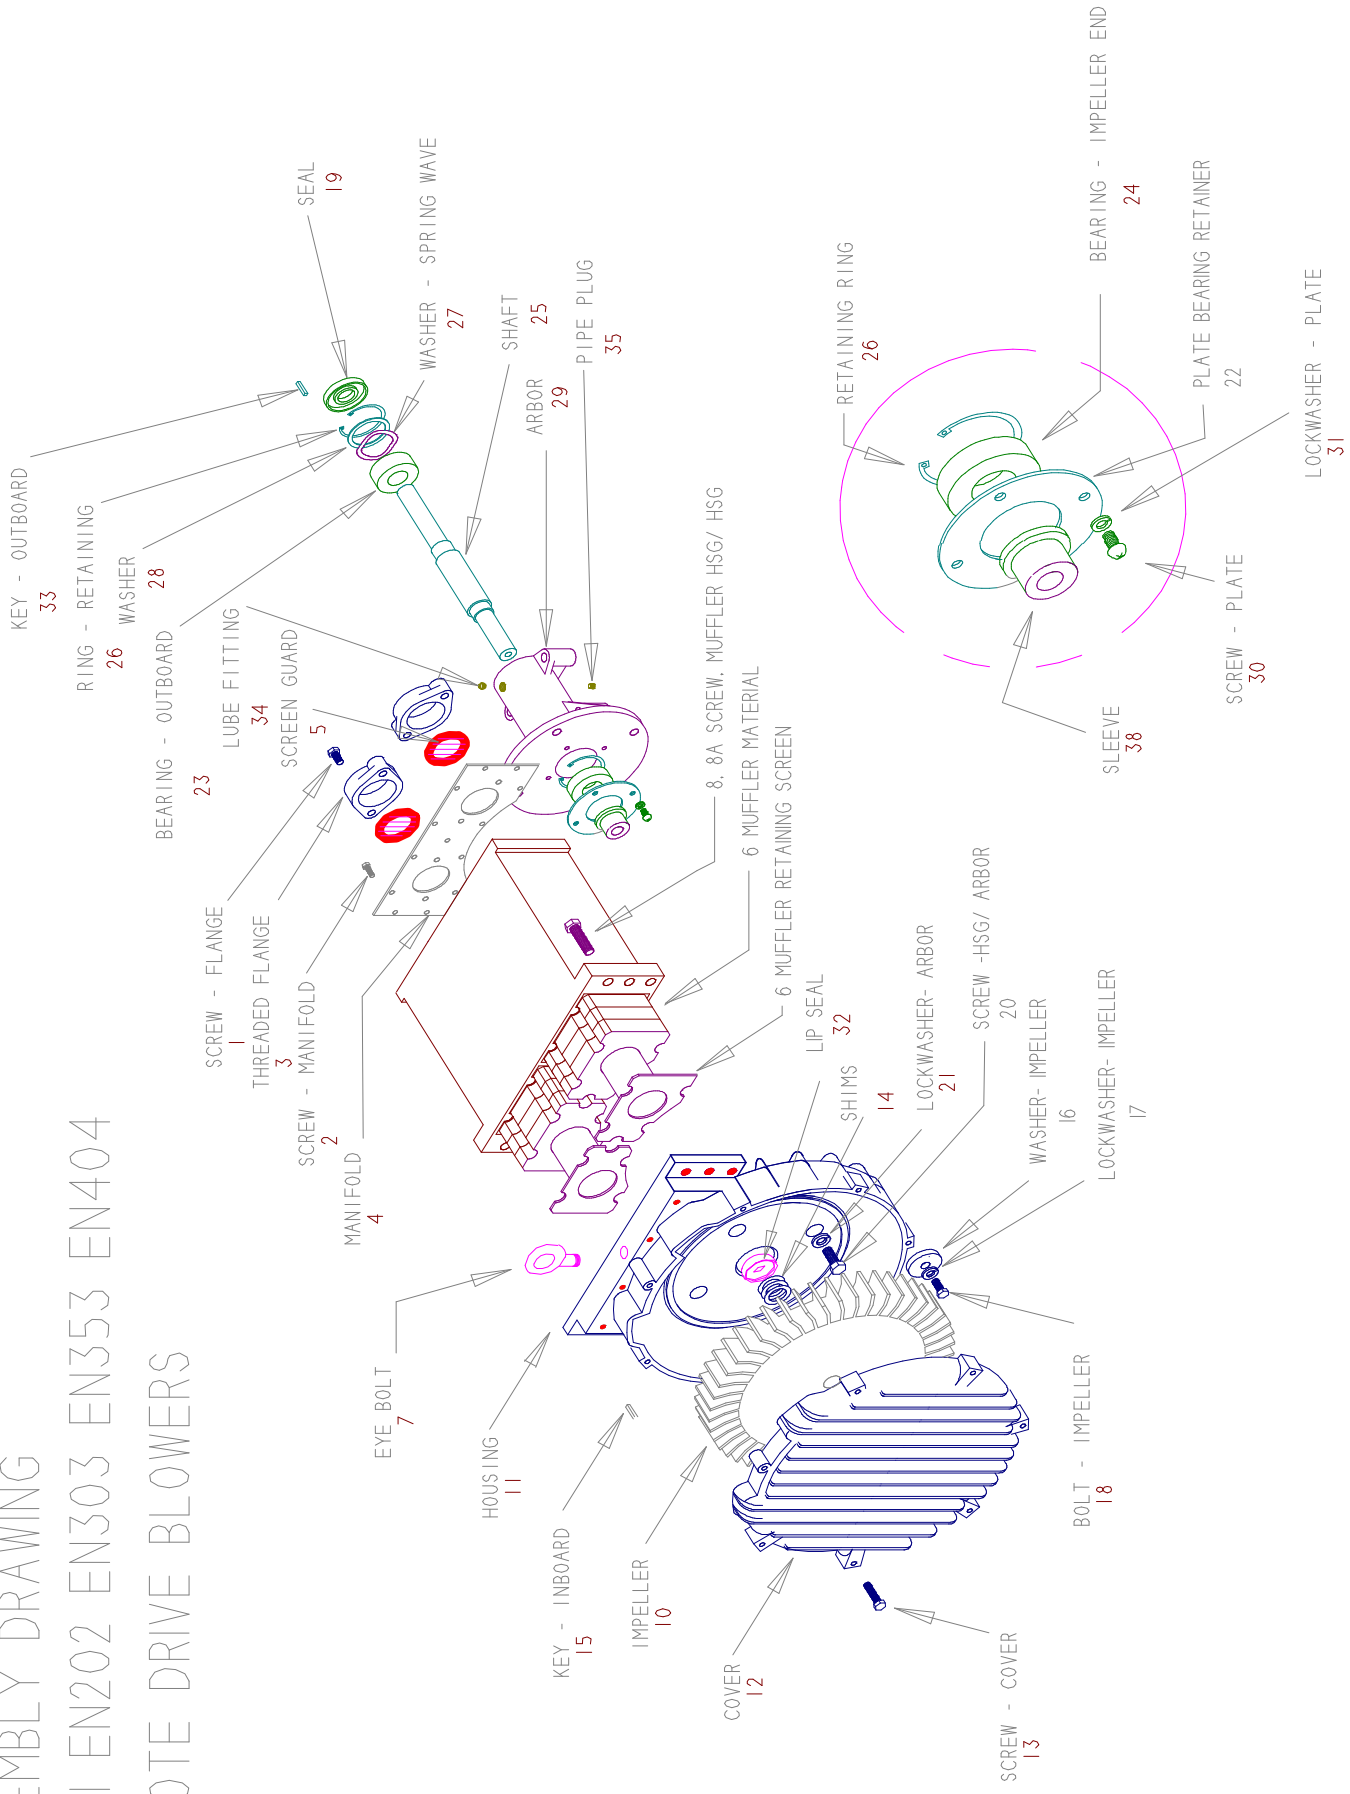 EMBLY DRAWING
EN202 EN303 EN353 EN404
OTE DRIVE BLOWERS
KEY - OUTBOARD
33
RING - RETAINING
26
WASHER
28
BEARING - OUTBOARD
23
LUBE FITTING
34
SCREEN GUARD
5
SCREW - FLANGE
1
THREADED FLANGE
3
SCREW - MANIFOLD
2
MANIFOLD
4
EYE BOLT
7
HOUSING
11
KEY - INBOARD
15
IMPELLER
10
COVER
12
SCREW - COVER
13
SEAL
19
WASHER - SPRING WAVE
27
SHAFT
25
ARBOR
29
PIPE PLUG
35
8, 8A SCREW, MUFFLER HSG/ HSG
6 MUFFLER MATERIAL
6 MUFFLER RETAINING SCREEN
LIP SEAL
32
SHIMS
14
LOCKWASHER- ARBOR
21
SCREW -HSG/ ARBOR
20
WASHER- IMPELLER
16
LOCKWASHER- IMPELLER
17
BOLT - IMPELLER
18
RETAINING RING
26
BEARING - IMPELLER END
24
PLATE BEARING RETAINER
22
LOCKWASHER - PLATE
31
SCREW - PLATE
30
SLEEVE
38